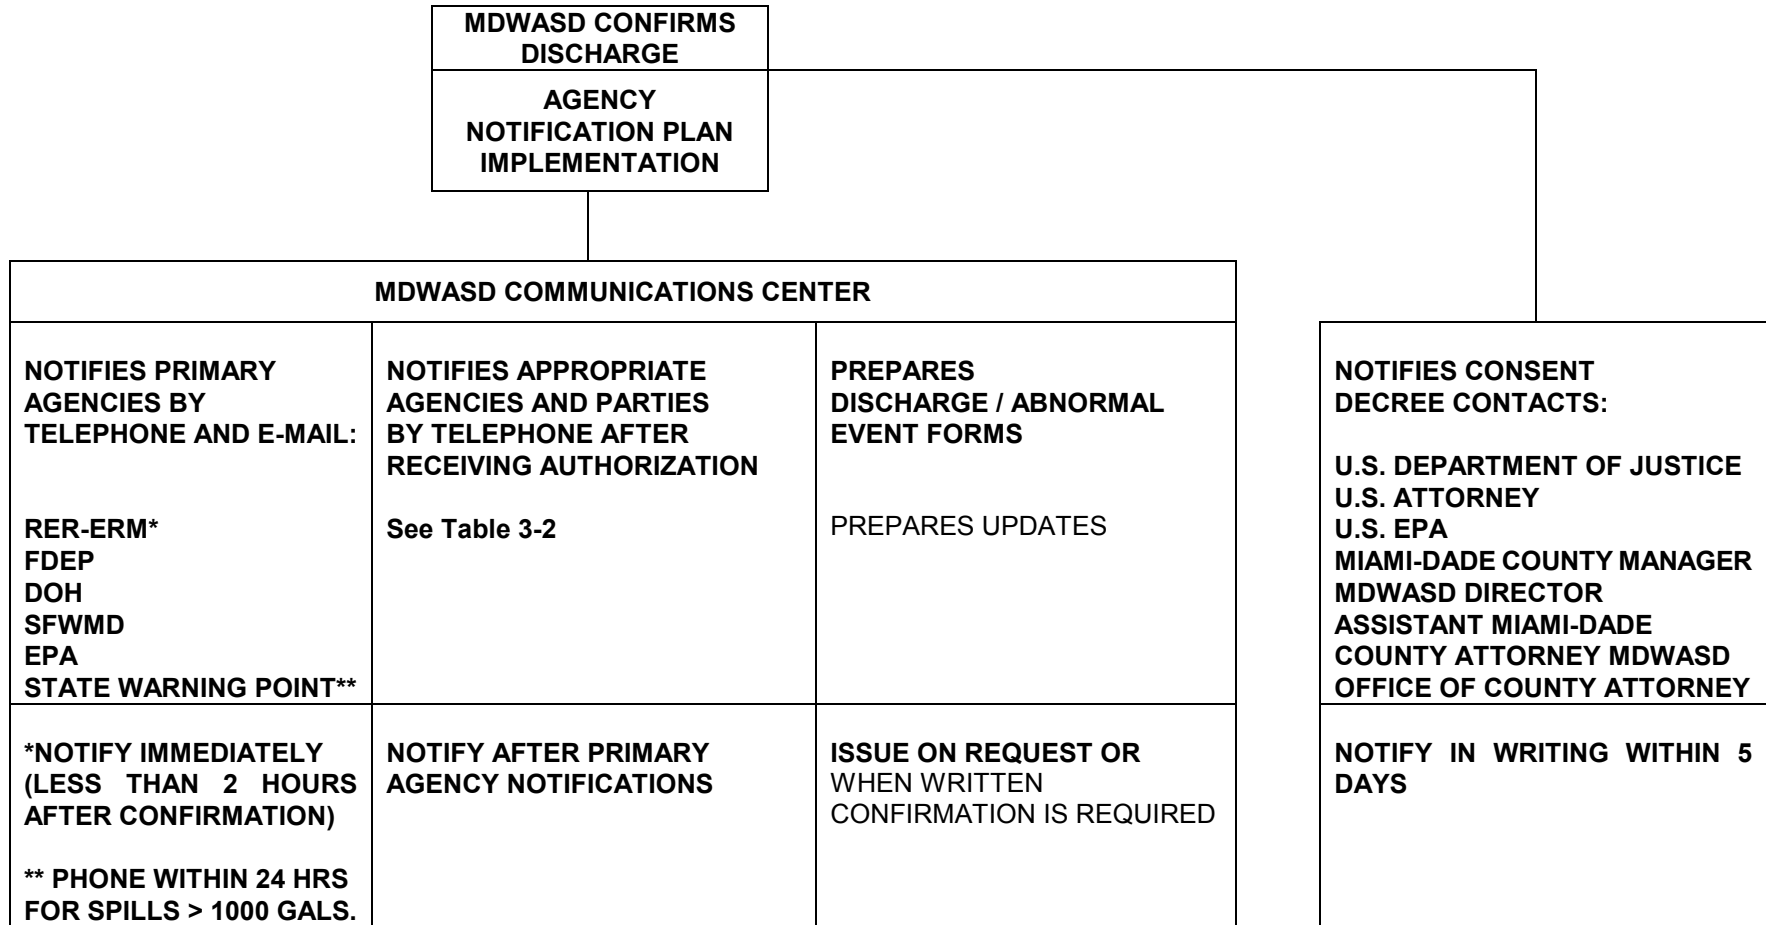 MDWASD CONFIRMS
DISCHARGE
AGENCY
NOTIFICATION PLAN
IMPLEMENTATION
MDWASD COMMUNICATIONS CENTER
NOTIFIES PRIMARY
AGENCIES BY
TELEPHONE AND E-MAIL:
RER-ERM*
FDEP
DOH
SFWMD
EPA
STATE WARNING POINT**
*NOTIFY IMMEDIATELY
(LESS THAN 2 HOURS
AFTER CONFIRMATION)
** PHONE WITHIN 24 HRS
FOR SPILLS > 1000 GALS.
NOTIFIES APPROPRIATE
AGENCIES AND PARTIES
BY TELEPHONE AFTER
RECEIVING AUTHORIZATION
See Table 3-2
NOTIFY AFTER PRIMARY
AGENCY NOTIFICATIONS
PREPARES
DISCHARGE / ABNORMAL
EVENT FORMS
PREPARES UPDATES
ISSUE ON REQUEST OR
WHEN WRITTEN
CONFIRMATION IS REQUIRED
NOTIFIES CONSENT
DECREE CONTACTS:
U.S. DEPARTMENT OF JUSTICE
U.S. ATTORNEY
U.S. EPA
MIAMI-DADE COUNTY MANAGER
MDWASD DIRECTOR
ASSISTANT MIAMI-DADE
COUNTY ATTORNEY MDWASD
OFFICE OF COUNTY ATTORNEY
NOTIFY IN WRITING WITHIN 5
DAYS